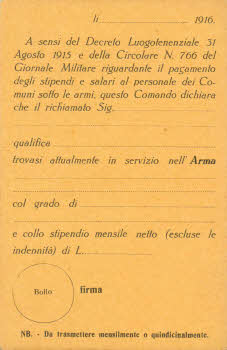 li 1916.
A sensi del Decreto Luogotenenziale 31
Agosto 1915 e della Circolare N. 766 del
Giornale Militare riguardante il pagamento
degli stipendi e salari al personale dei Co-
muni sotto le armi, questo Comando dichiara
che il richiamato Sig.
qualifica
trovasi attualmente in servizio nell'Arma
col grado di
e collo stipendio mensile netto (escluse le
indennità) di L.
Bollo
firma
NB. - Da trasmettere mensilmente o quindicinalmente.